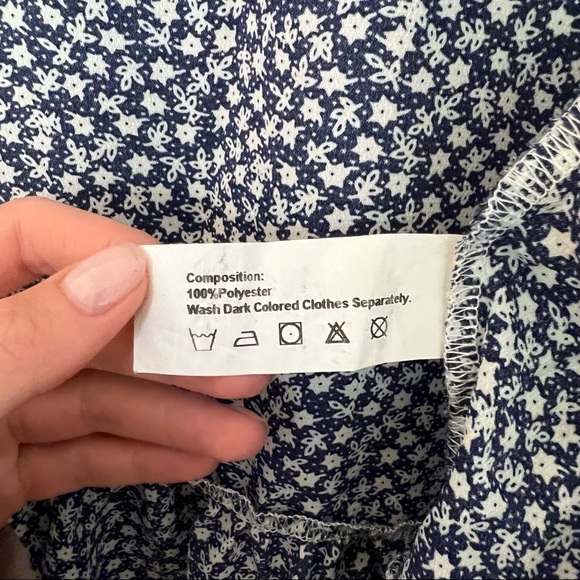 Composition:
100%Polyester
Wash Dark Colored Clothes Separately.